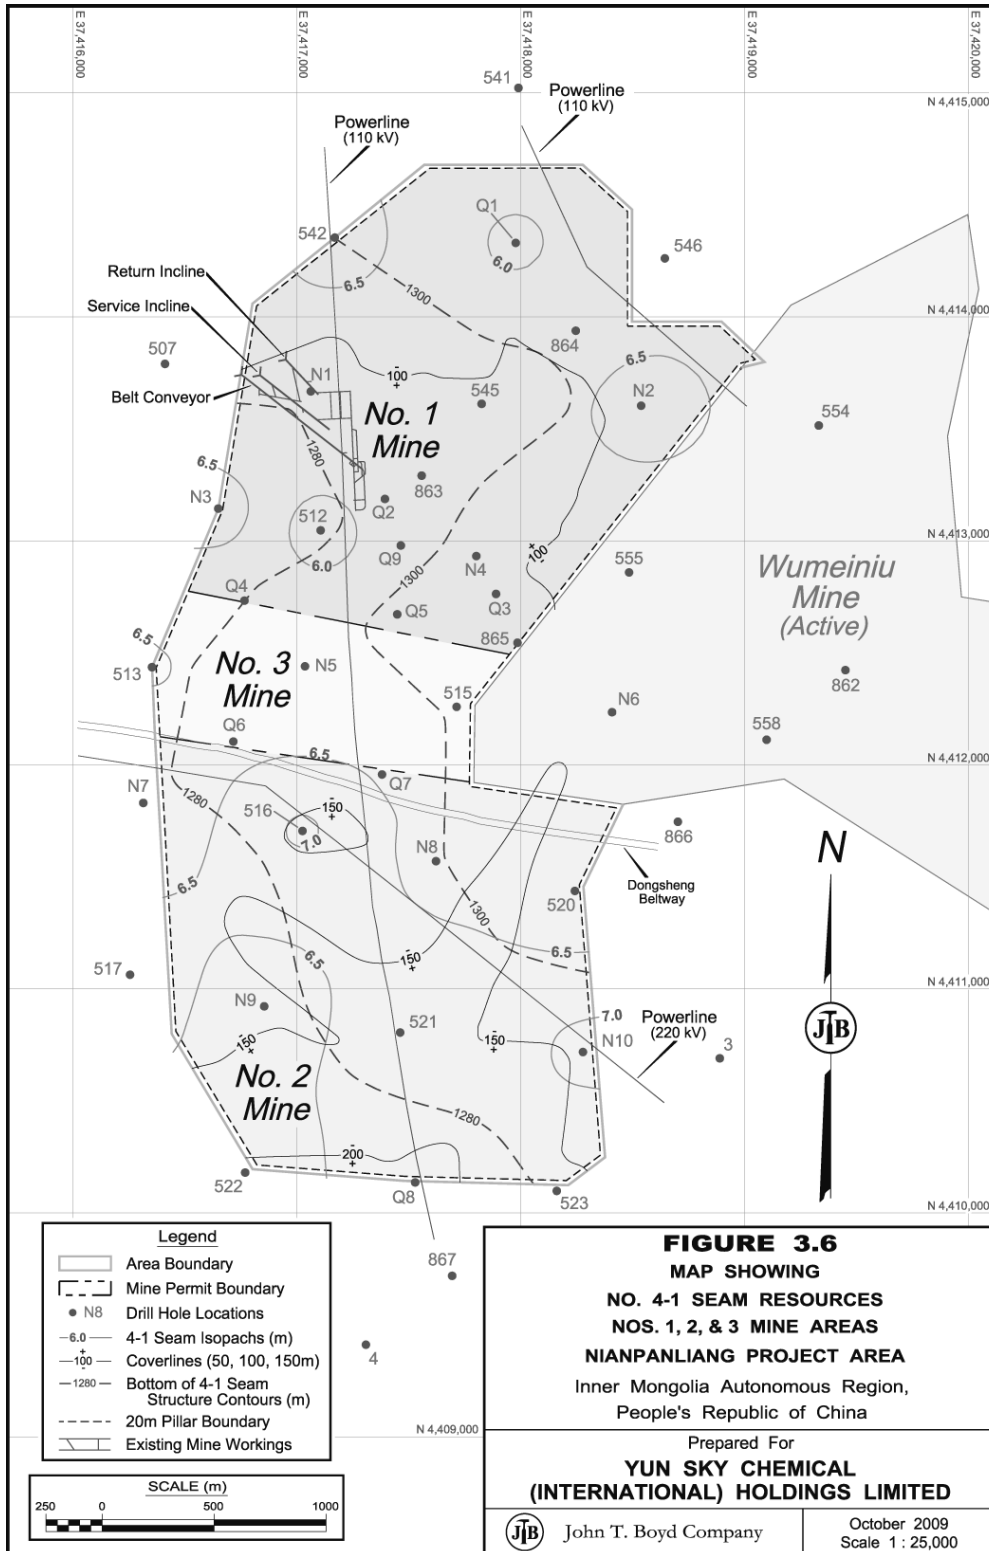 E 37,416,000
E 37,417,000
E 37,418,000
E 37,419,000
E 37,420,000
541
Powerline
(110 kV)
N 4,415,000
Powerline
(110 kV)
Q1
542
546
6.0
Return Incline
6.5
1300
Service Incline
N 4,414,000
507
864
6.5
-
100
+
Belt Conveyor
N1
545
N2
No. 1
Mine
554
1280
6.5
863
N3
Q2
512
N 4,413,000
Q9
N4
+
100
-
555
6.0
1300
Wumeiniu
Mine
(Active)
Q4
Q3
Q5
6.5
865
No. 3
Mine
513
N5
862
515
N6
Q6
558
6.5
N 4,412,000
Q7
N7
1280
-
150
+
516
7.0
866
N8
6.5
Dongsheng
Beltway
520
1300
N
6.5
6.5
-
150
+
517
N 4,411,000
N9
7.0
Powerline
(220 kV)
521
JTB
-
150
+
-
150
+
N10
3
No. 2
Mine
1280
-
200
+
522
Q8
523
N 4,410,000
867
4
N 4,409,000
Legend
Area Boundary
Mine Permit Boundary
N8 Drill Hole Locations
6.0 4-1 Seam Isopachs (m)
+
100 Coverlines (50, 100, 150m)
-
1280 Bottom of 4-1 Seam
Structure Contours (m)
20m Pillar Boundary
Existing Mine Workings
SCALE (m)
250 0 500 1000
FIGURE 3.6
MAP SHOWING
NO. 4-1 SEAM RESOURCES
NOS. 1, 2, & 3 MINE AREAS
NIANPANLIANG PROJECT AREA
Inner Mongolia Autonomous Region,
People's Republic of China
Prepared For
YUN SKY CHEMICAL
(INTERNATIONAL) HOLDINGS LIMITED
JTB John T. Boyd Company
October 2009
Scale 1 : 25,000